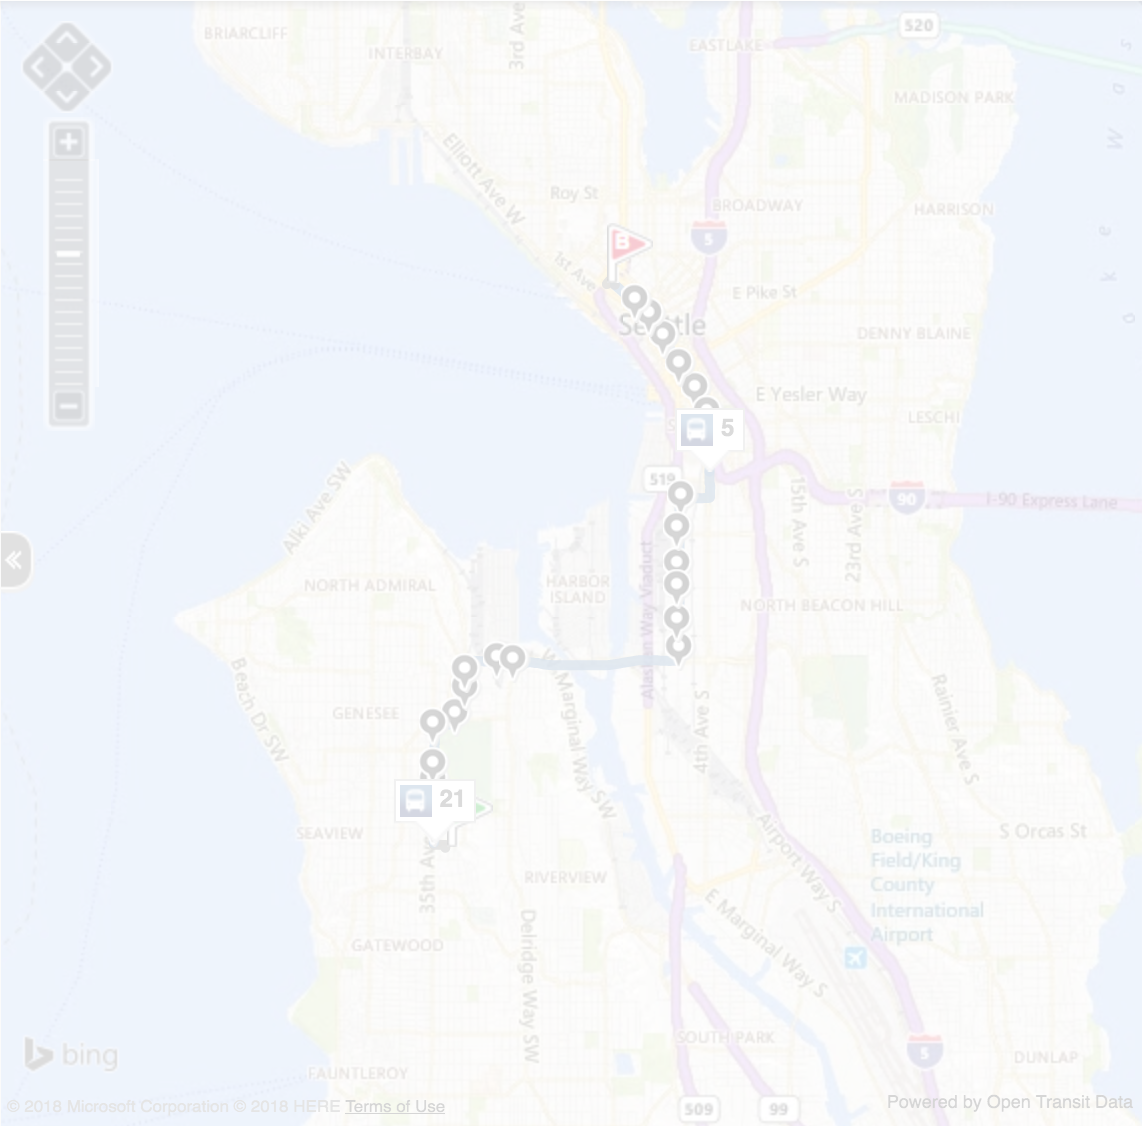 BRIARCLIFF
INTERBAY
3rd Ave
EASTLAKE
520
MADISON PARK
Elliott Ave W
Roy St
BROADWAY
HARRISON
B
5
1st Ave
E Pike St
Seattle
DENNY BLAINE
E Yesler Way
LESCHI
5
519
90
I-90 Express Lane
15th Ave S
23rd Ave S
Alki Ave SW
NORTH ADMIRAL
HARBOR
ISLAND
Alaskan Way Viaduct
NORTH BEACON HILL
W Marginal Way SW
Beach Dr SW
GENESEE
4th Ave S
Rainier Ave S
21
SEAVIEW
35th Av
RIVERVIEW
Airport Way S
S Orcas St
Boeing
Field/King
County
International
Airport
GATEWOOD
Delridge Way SW
E Marginal Way S
SOUTH PARK
5
DUNLAP
bing
FAUNTLEROY
© 2018 Microsoft Corporation © 2018 HERE Terms of Use
509
99
Powered by Open Transit Data